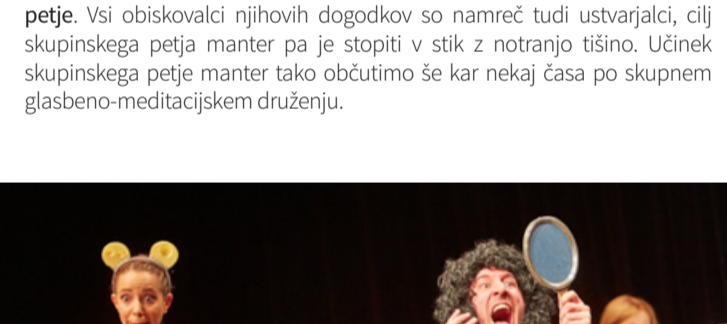 petje. Vsi obiskovalci njihovih dogodkov so namreč tudi ustvarjalci, cilj
skupinskega petja manter pa je stopiti v stik z notranjo tišino. Učinek
skupinskega petje manter tako občutimo še kar nekaj časa po skupnem
glasbeno-meditacijskem druženju.